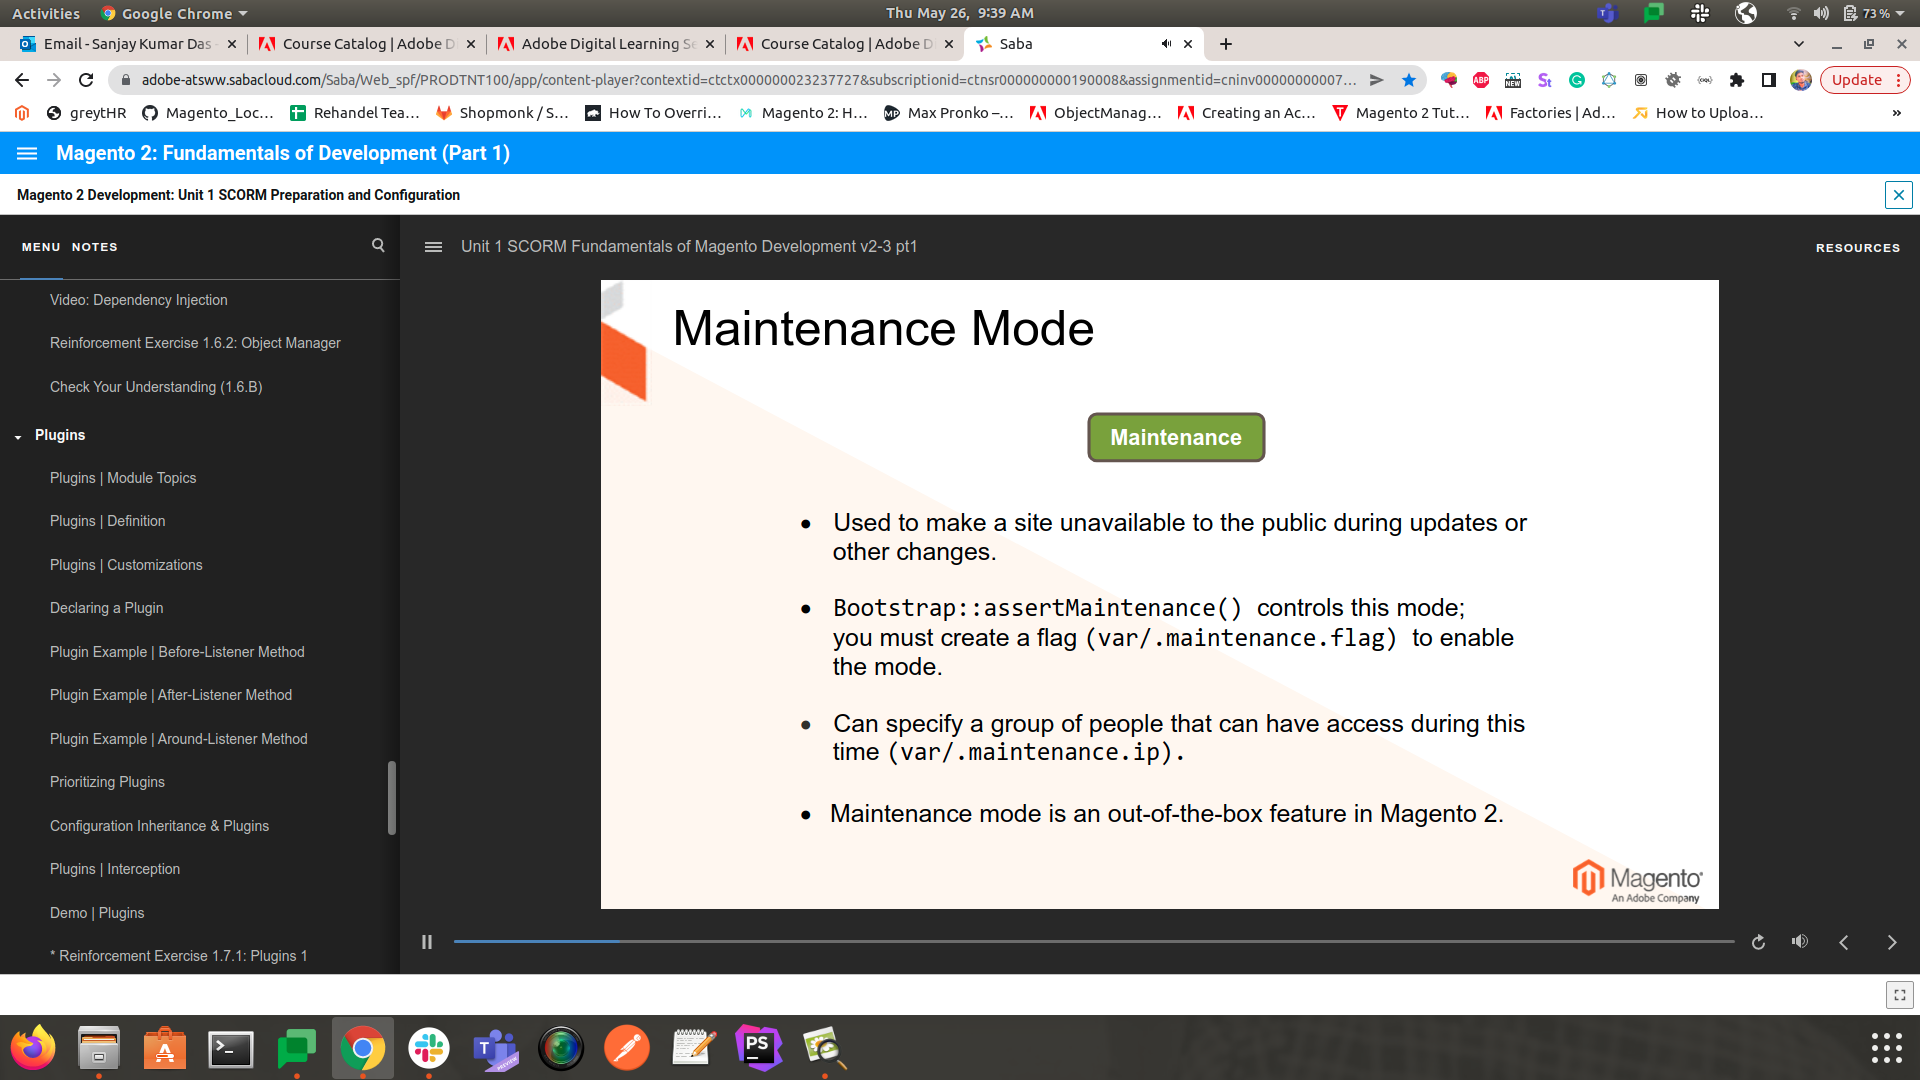 Activities Google Chrome Thu May 26, 9:39 AM 73 %
Email - Sanjay Kumar Das Course Catalog | Adobe D Adobe Digital Learning Se Course Catalog | Adobe D Saba
adobe-atsww.sabacloud.com/Saba/Web_spf/PRODTNT100/app/content-player?contextid=ctctx000000023237727&subscriptionid=ctnsr000000000190008&assignmentid=cninv00000000007... ABP NEW St Update
greytHR Magento_Loc... Rehandel Tea... Shopmonk / S... How To Overri... Magento 2: H... MP Max Pronko –... ObjectManag... Creating an Ac... Magento 2 Tut... Factories | Ad... How to Uploa... »
Magento 2: Fundamentals of Development (Part 1)
Magento 2 Development: Unit 1 SCORM Preparation and Configuration
MENU NOTES
Unit 1 SCORM Fundamentals of Magento Development v2-3 pt1
RESOURCES
Video: Dependency Injection
Reinforcement Exercise 1.6.2: Object Manager
Check Your Understanding (1.6.B)
Plugins
Plugins | Module Topics
Plugins | Definition
Plugins | Customizations
Declaring a Plugin
Plugin Example | Before-Listener Method
Plugin Example | After-Listener Method
Plugin Example | Around-Listener Method
Prioritizing Plugins
Configuration Inheritance & Plugins
Plugins | Interception
Demo | Plugins
* Reinforcement Exercise 1.7.1: Plugins 1
Maintenance Mode
Maintenance
• Used to make a site unavailable to the public during updates or
other changes.
• Bootstrap::assertMaintenance() controls this mode;
you must create a flag (var/.maintenance.flag) to enable
the mode.
• Can specify a group of people that can have access during this
time (var/.maintenance.ip).
• Maintenance mode is an out-of-the-box feature in Magento 2.
Magento
An Adobe Company
T
PREVIEW
PS